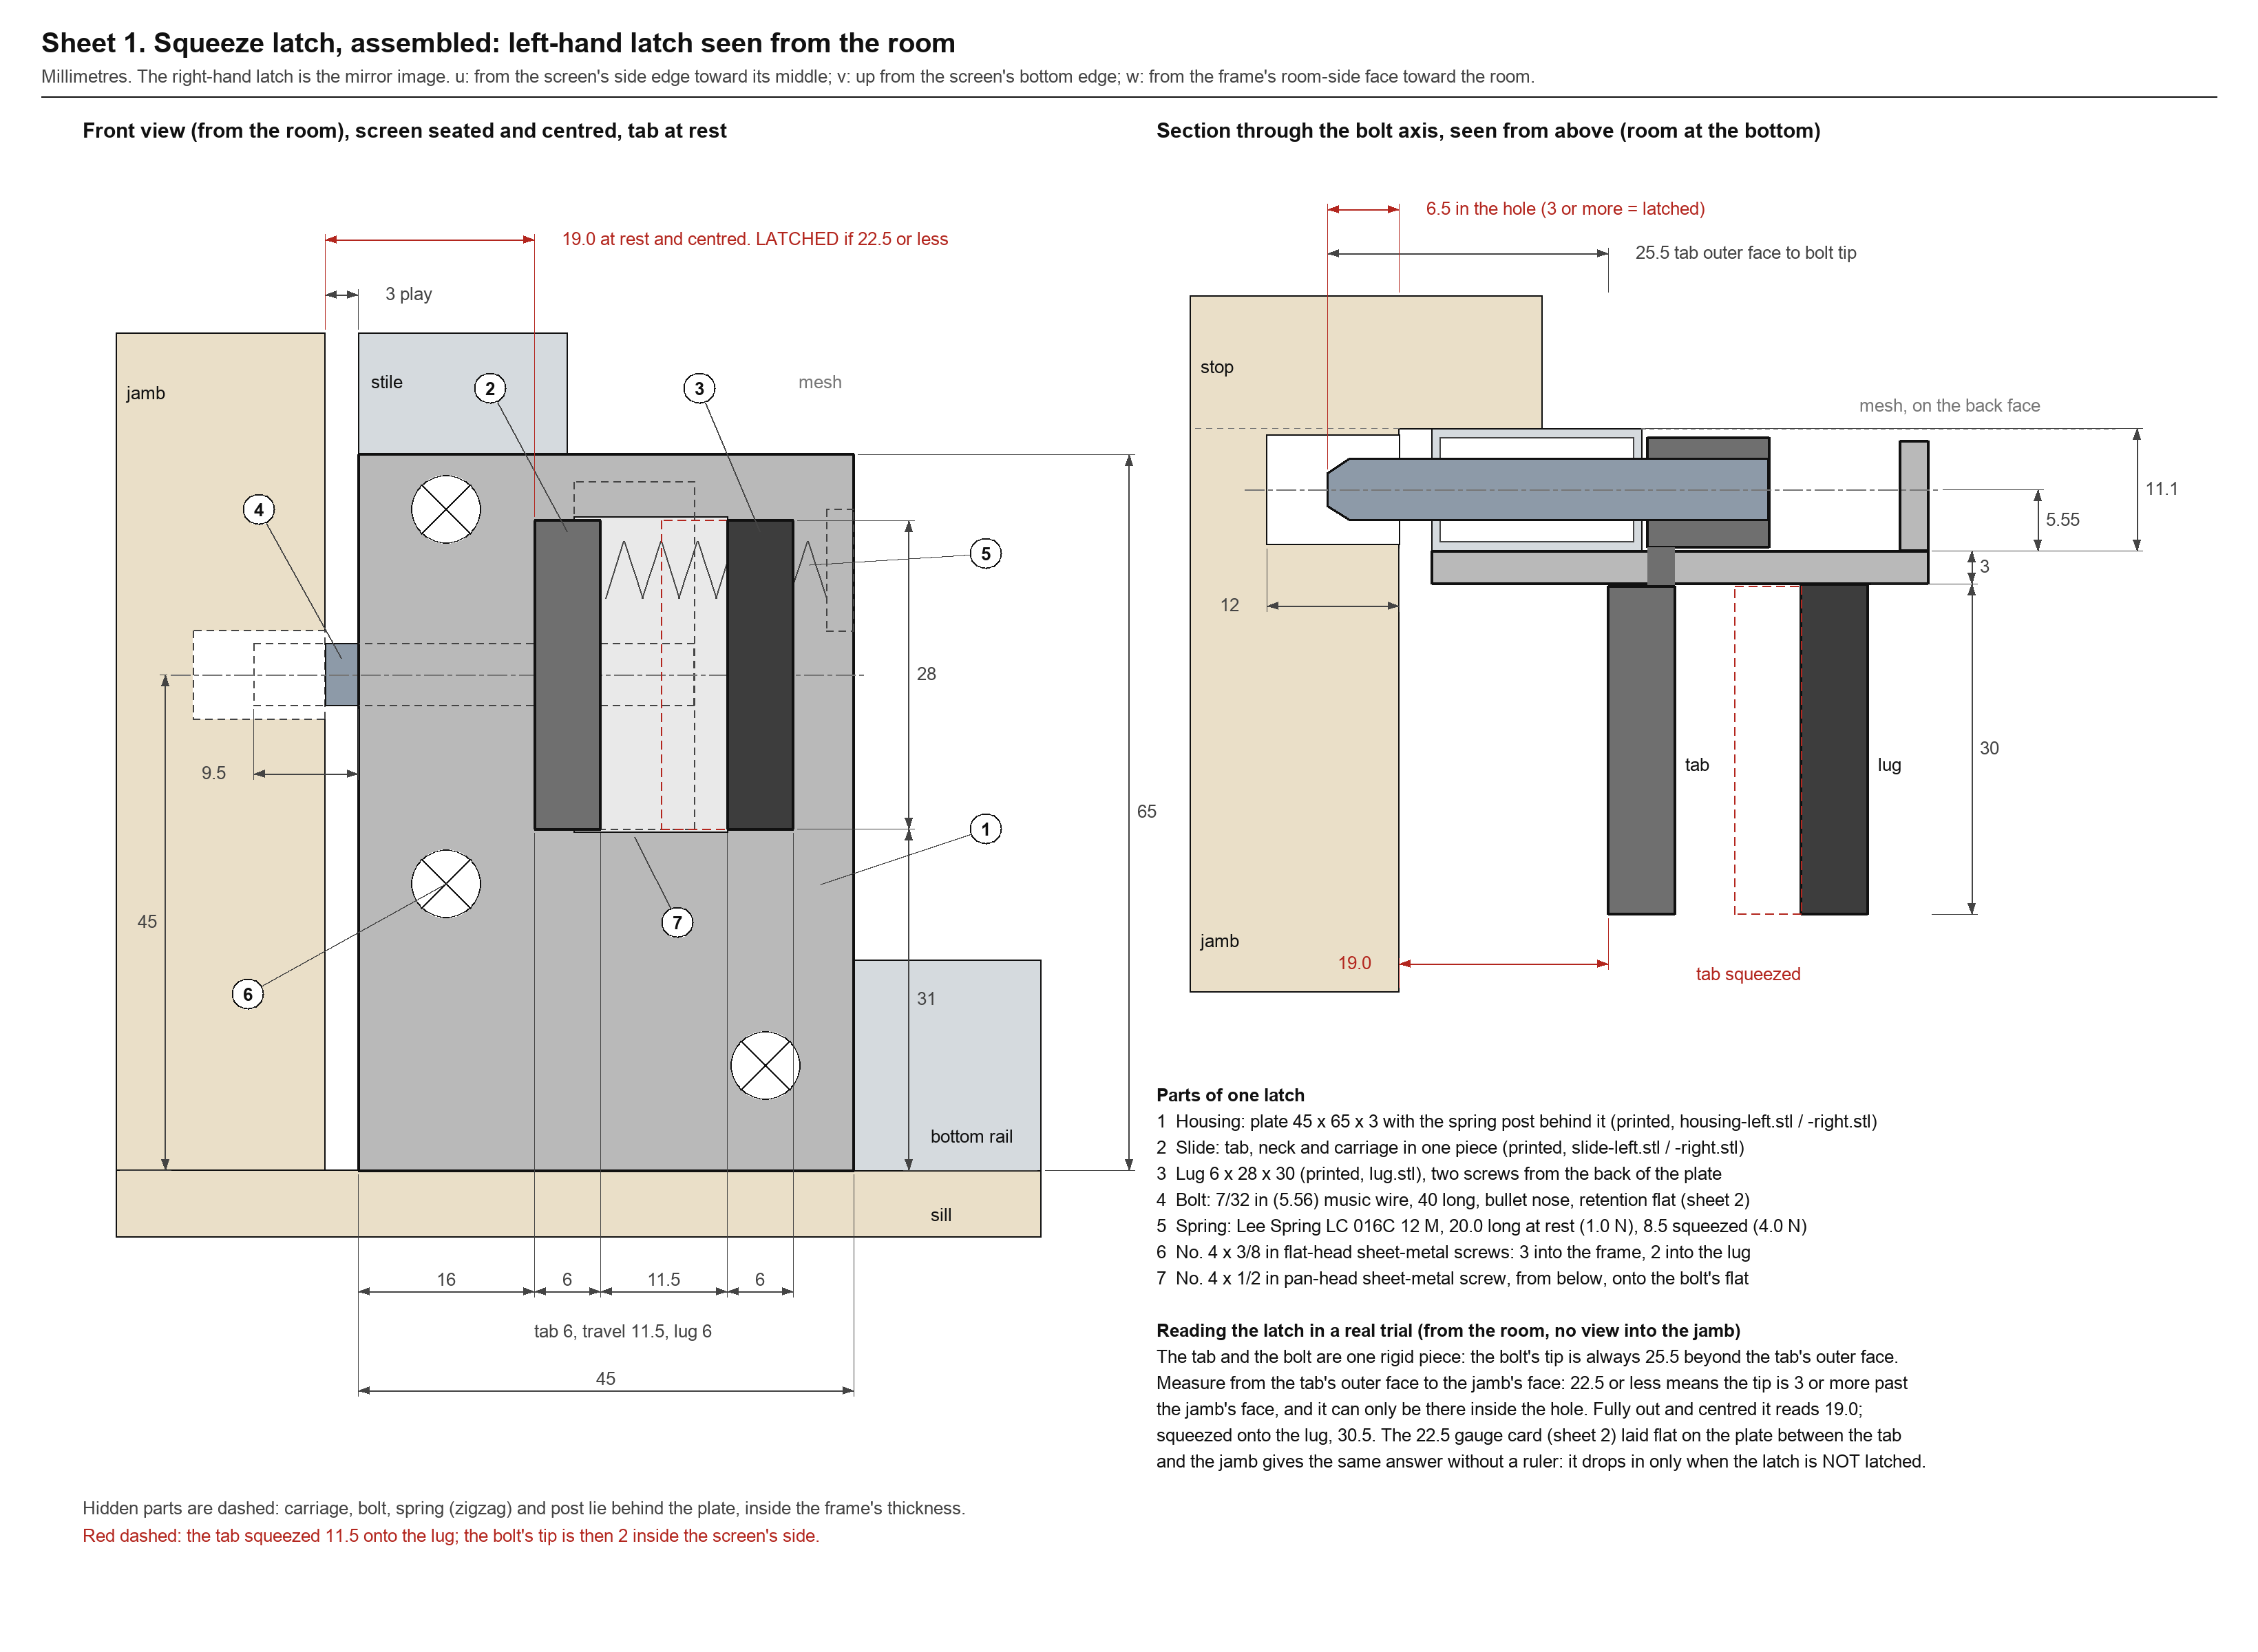 Sheet 1. Squeeze latch, assembled: left-hand latch seen from the room
Millimetres. The right-hand latch is the mirror image. u: from the screen's side edge toward its middle; v: up from the screen's bottom edge; w: from the frame's room-side face toward the room.
Front view (from the room), screen seated and centred, tab at rest
19.0 at rest and centred. LATCHED if 22.5 or less
3 play
jamb
stile
2
3
mesh
4
5
28
9.5
65
1
45
7
6
31
bottom rail
sill
16
6
11.5
6
tab 6, travel 11.5, lug 6
45
Hidden parts are dashed: carriage, bolt, spring (zigzag) and post lie behind the plate, inside the frame's thickness.
Red dashed: the tab squeezed 11.5 onto the lug; the bolt's tip is then 2 inside the screen's side.
Section through the bolt axis, seen from above (room at the bottom)
6.5 in the hole (3 or more = latched)
25.5 tab outer face to bolt tip
stop
mesh, on the back face
11.1
5.55
3
12
30
tab
lug
jamb
19.0
tab squeezed
Parts of one latch
1 Housing: plate 45 x 65 x 3 with the spring post behind it (printed, housing-left.stl / -right.stl)
2 Slide: tab, neck and carriage in one piece (printed, slide-left.stl / -right.stl)
3 Lug 6 x 28 x 30 (printed, lug.stl), two screws from the back of the plate
4 Bolt: 7/32 in (5.56) music wire, 40 long, bullet nose, retention flat (sheet 2)
5 Spring: Lee Spring LC 016C 12 M, 20.0 long at rest (1.0 N), 8.5 squeezed (4.0 N)
6 No. 4 x 3/8 in flat-head sheet-metal screws: 3 into the frame, 2 into the lug
7 No. 4 x 1/2 in pan-head sheet-metal screw, from below, onto the bolt's flat
Reading the latch in a real trial (from the room, no view into the jamb)
The tab and the bolt are one rigid piece: the bolt's tip is always 25.5 beyond the tab's outer face.
Measure from the tab's outer face to the jamb's face: 22.5 or less means the tip is 3 or more past
the jamb's face, and it can only be there inside the hole. Fully out and centred it reads 19.0;
squeezed onto the lug, 30.5. The 22.5 gauge card (sheet 2) laid flat on the plate between the tab
and the jamb gives the same answer without a ruler: it drops in only when the latch is NOT latched.